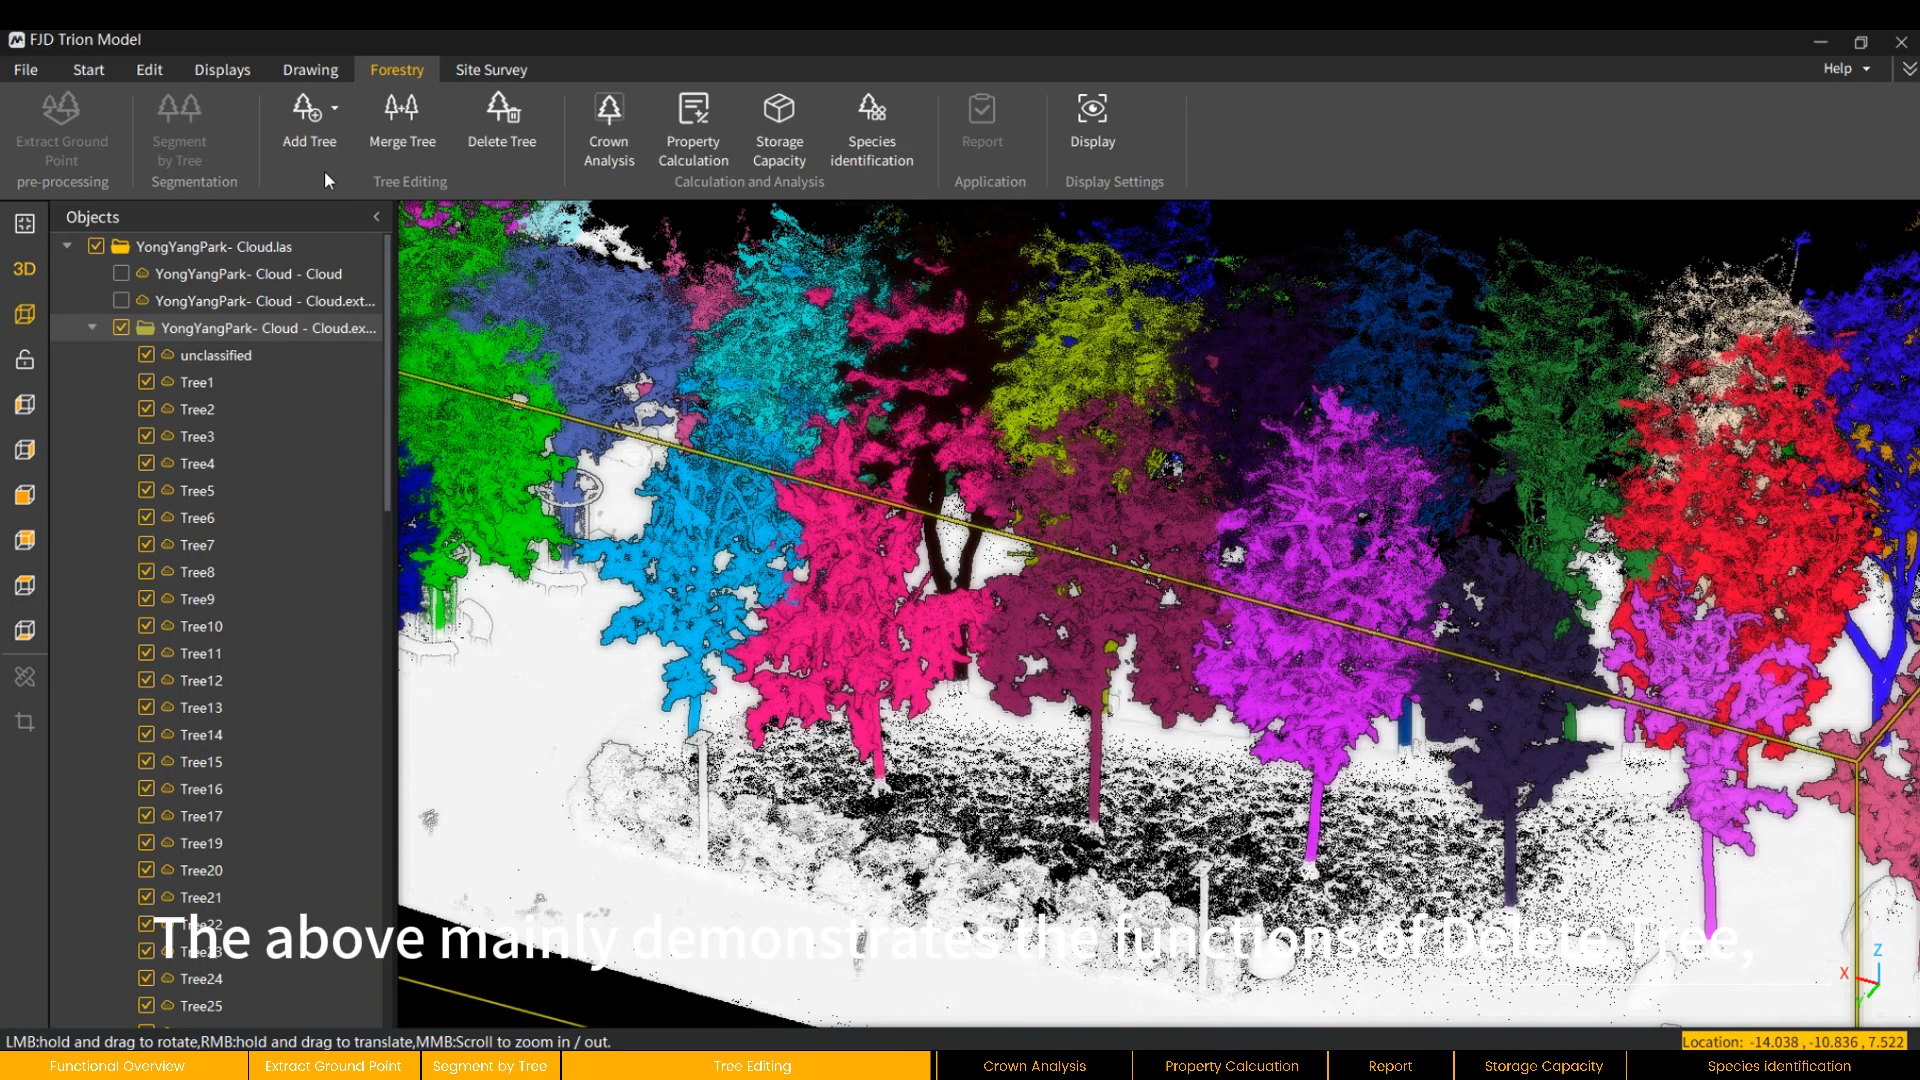 FJD Trion Model
File Start Edit Displays Drawing Forestry Site Survey Help
Extract Ground Point
Segment by Tree
Add Tree
Merge Tree
Delete Tree
Crown Analysis
Property Calculation
Storage Capacity
Species identification
Report
Display
pre-processing Segmentation Tree Editing Calculation and Analysis Application Display Settings
3D
Objects
YongYangPark- Cloud.las
YongYangPark- Cloud - Cloud
YongYangPark- Cloud - Cloud.ext...
YongYangPark- Cloud - Cloud.ex...
unclassified
Tree1
Tree2
Tree3
Tree4
Tree5
Tree6
Tree7
Tree8
Tree9
Tree10
Tree11
Tree12
Tree13
Tree14
Tree15
Tree16
Tree17
Tree19
Tree20
Tree21
The above mainly demonstrates the functions of Delete Tree,
Tree24
Tree25
Z
X
Y
LMB:hold and drag to rotate,RMB:hold and drag to translate,MMB:Scroll to zoom in / out.
Location: -14.038 , -10.836 , 7.522
Functional Overview Extract Ground Point Segment by Tree Tree Editing Crown Analysis Property Calcuation Report Storage Capacity Species identification